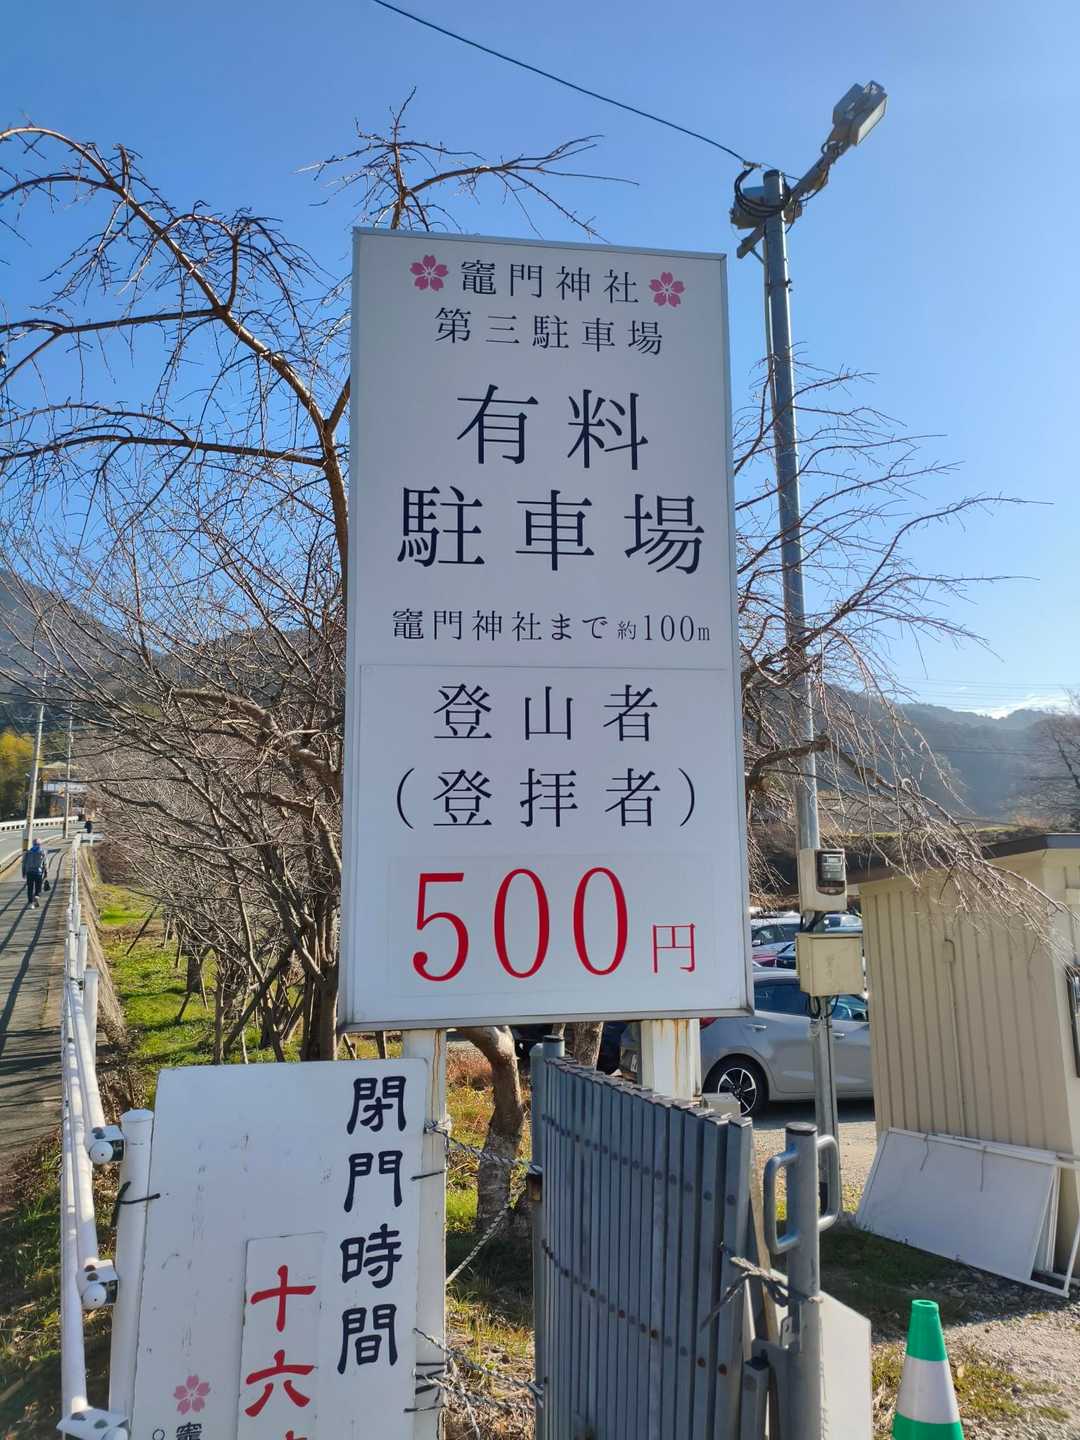 竈門神社
第三駐車場
有料
駐車場
竈門神社まで約100m
登山者
(登拝者)
500円
閉門時間
十六
竈